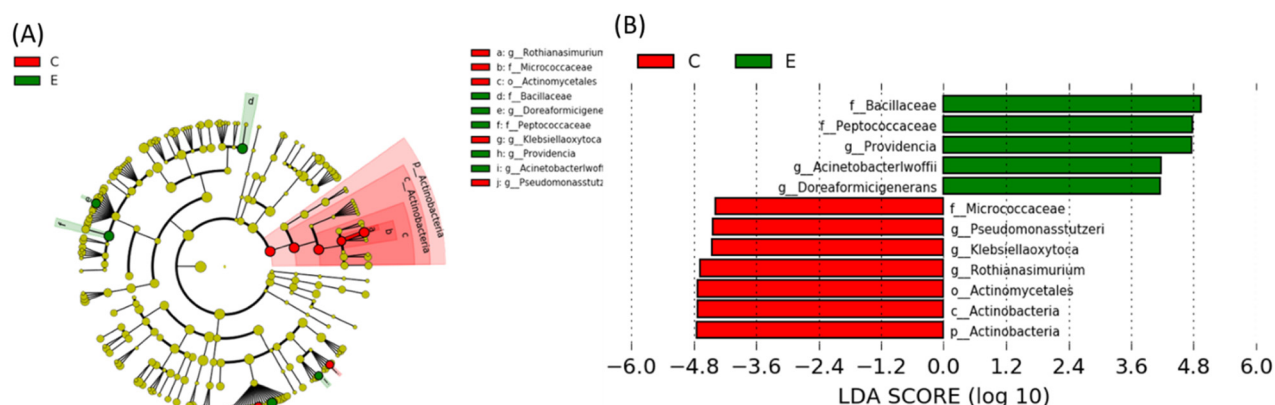 (A)
C
E
a: g__Rothianasimurium
b: f__Micrococcaceae
c: o__Actinomycetales
d: f__Bacillaceae
e: g__Doreaformicigene
f: f__Peptococcaceae
g: g__Klebsiellaoxytoca
h: g__Providencia
i: g__Acinetobacterlwoffi
j: g__Pseudomonasstutz
d
f
b
c
c__Actinobacteria
p__Actinobacteria
(B)
C
E
f__Bacillaceae
f__Peptococcaceae
g__Providencia
g__Acinetobacterlwoffii
g__Doreaformicigenerans
f__Micrococcaceae
g__Pseudomonasstutzeri
g__Klebsiellaoxytoca
g__Rothianasimurium
o__Actinomycetales
c__Actinobacteria
p__Actinobacteria
−6.0 −4.8 −3.6 −2.4 −1.2 0.0 1.2 2.4 3.6 4.8 6.0
LDA SCORE (log 10)